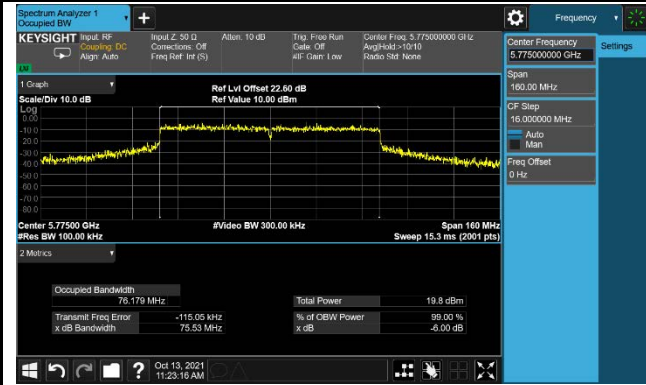 Spectrum Analyzer 1
Occupied BW
Frequency
KEYSIGHT
Input: RF
Coupling: DC
Align: Auto
Input Z: 50 Ω
Corrections: Off
Freq Ref: Int (S)
Atten: 10 dB
Trig: Free Run
Gate: Off
#IF Gain: Low
Center Freq: 5.775000000 GHz
Avg|Hold:>10/10
Radio Std: None
Center Frequency
5.775000000 GHz
Settings
Span
160.00 MHz
CF Step
16.000000 MHz
Auto
Man
Freq Offset
0 Hz
1 Graph
Scale/Div 10.0 dB
Ref Lvl Offset 22.60 dB
Ref Value 10.00 dBm
Log
0.00
-10.0
-20.0
-30.0
-40.0
-50.0
-60.0
-70.0
-80.0
Center 5.77500 GHz
#Res BW 100.00 kHz
#Video BW 300.00 kHz
Span 160 MHz
Sweep 15.3 ms (2001 pts)
2 Metrics
Occupied Bandwidth
76.179 MHz
Total Power 19.8 dBm
Transmit Freq Error -115.05 kHz
% of OBW Power 99.00 %
x dB Bandwidth 75.53 MHz
x dB -6.00 dB
Oct 13, 2021
11:23:16 AM